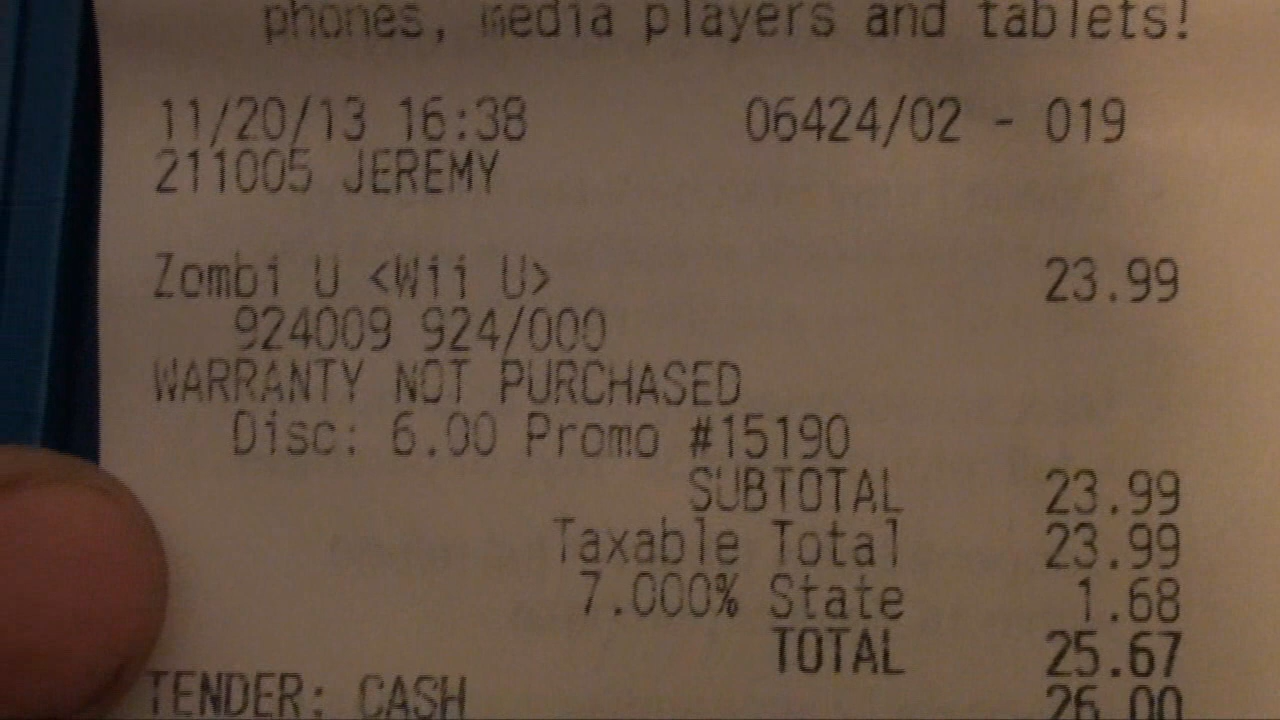 phones, media players and tablets!
11/20/13 16:38 06424/02 - 019
211005 JEREMY
Zombi U <Wii U> 23.99
924009 924/000
WARRANTY NOT PURCHASED
Disc: 6.00 Promo #15190
SUBTOTAL 23.99
Taxable Total 23.99
7.000% State 1.68
TOTAL 25.67
TENDER: CASH 26.00